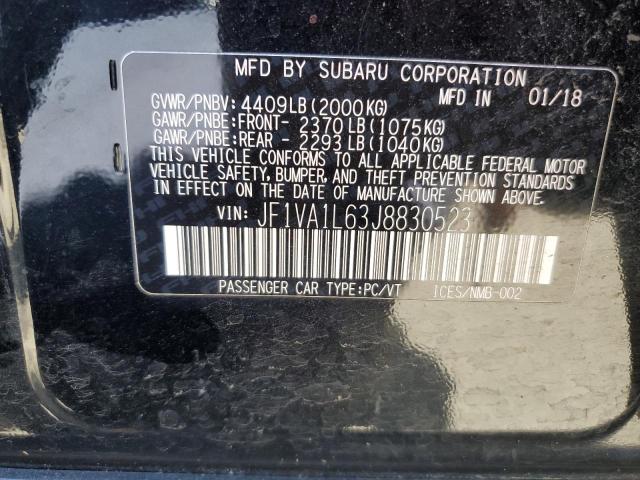 MFD BY SUBARU CORPORATION
GVWR/PNBV: 4409LB(2000KG) MFD IN 01/18
GAWR/PNBE:FRONT- 2370LB(1075KG)
GAWR/PNBE:REAR - 2293LB(1040KG)
THIS VEHICLE CONFORMS TO ALL APPLICABLE FEDERAL MOTOR
VEHICLE SAFETY, BUMPER, AND THEFT PREVENTION STANDARDS
IN EFFECT ON THE DATE OF MANUFACTURE SHOWN ABOVE.
VIN: JF1VA1L63J8830523
PASSENGER CAR TYPE:PC/VT ICES/NMB-002